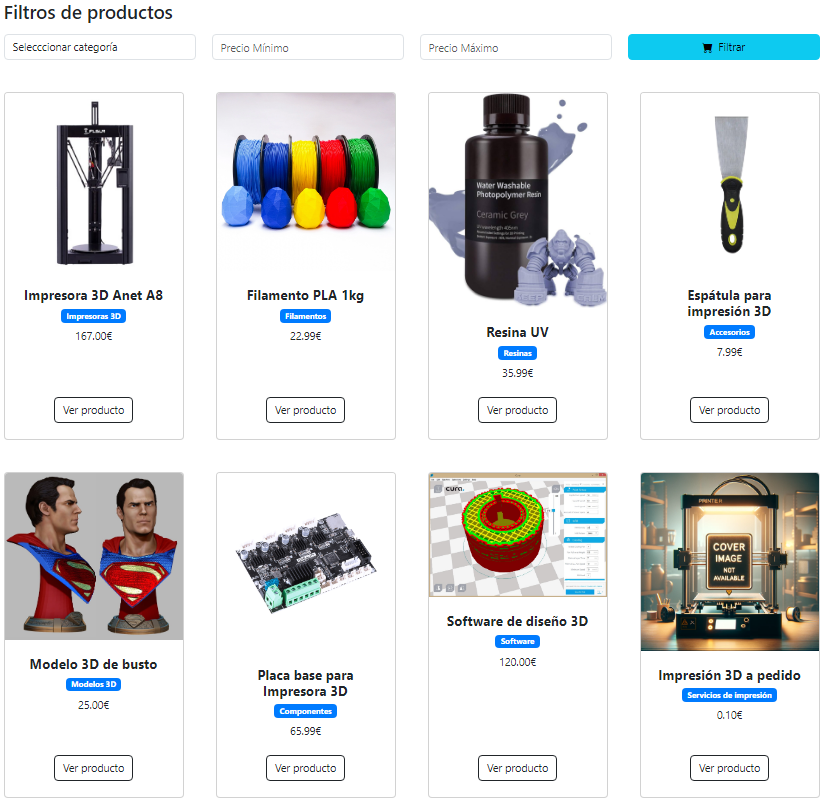 Filtros de productos
Selecccionar categoría
Precio Mínimo
Precio Máximo
Filtrar
FLSUN
Water Washable
Photopolymer Resin
Ceramic Grey
Impresora 3D Anet A8
Impresoras 3D
167.00€
Ver producto
Filamento PLA 1kg
Filamentos
22.99€
Ver producto
Resina UV
Resinas
35.99€
Ver producto
Espátula para
impresión 3D
Accesorios
7.99€
Ver producto
cura.
PRINTER
COVER
IMAGE
NOT
AVAILABLE
Modelo 3D de busto
Modelos 3D
25.00€
Ver producto
Placa base para
Impresora 3D
Componentes
65.99€
Ver producto
Software de diseño 3D
Software
120.00€
Ver producto
Impresión 3D a pedido
Servicios de impresión
0.10€
Ver producto